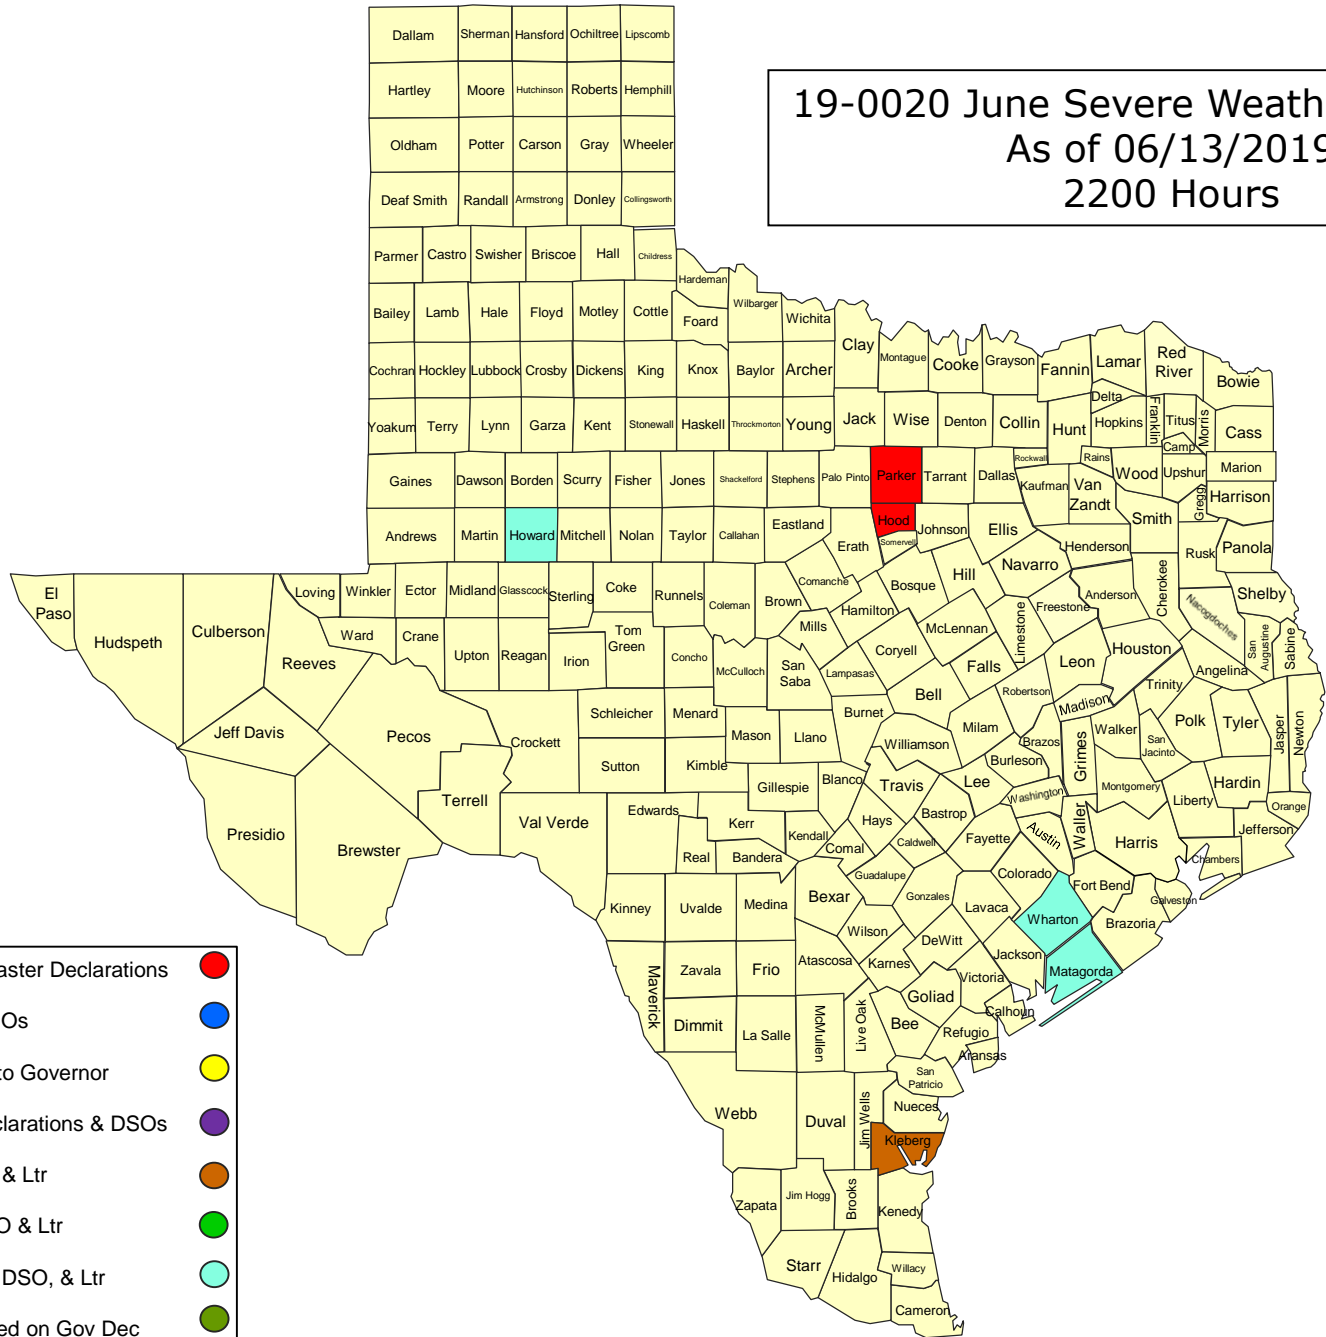 Dallam Sherman Hansford Ochiltree Lipscomb
Hartley Moore Hutchinson Roberts Hemphill
19-0020 June Severe Weath
As of 06/13/2019
2200 Hours
Oldham Potter Carson Gray Wheeler
Deaf Smith Randall Armstrong Donley Collingsworth
Parmer Castro Swisher Briscoe Hall Childress
Hardeman
Bailey Lamb Hale Floyd Motley Cottle Foard Wilbarger Wichita
Clay Montague Cooke Grayson Fannin Lamar Red River Bowie
Cochran Hockley Lubbock Crosby Dickens King Knox Baylor Archer
Delta
Yoakum Terry Lynn Garza Kent Stonewall Haskell Throckmorton Young Jack Wise Denton Collin Hunt Hopkins Franklin Titus Morris Cass
Camp
Gaines Dawson Borden Scurry Fisher Jones Shackelford Stephens Palo Pinto Parker Tarrant Dallas Rockwall Kaufman Rains Van Zandt Wood Upshur Marion
Gregg Harrison
Andrews Martin Howard Mitchell Nolan Taylor Callahan Eastland Erath Hood Somervell Johnson Ellis Henderson Smith Rusk Panola
El Paso Hudspeth Culberson Reeves Loving Winkler Ector Midland Glasscock Sterling Coke Runnels Coleman Brown Comanche Hamilton Bosque Hill Navarro Freestone Anderson Cherokee Nacogdoches Shelby
Ward Crane Upton Reagan Irion Tom Green Concho McCulloch San Saba Mills Lampasas Coryell McLennan Limestone Falls Leon Houston Angelina San Augustine Sabine
Jeff Davis Pecos Crockett Schleicher Menard Mason Llano Burnet Bell Milam Robertson Madison Trinity Walker San Jacinto Polk Tyler Jasper Newton
Sutton Kimble Gillespie Blanco Williamson Travis Lee Burleson Brazos Grimes Montgomery Liberty Hardin Orange
Presidio Brewster Terrell Val Verde Edwards Kerr Real Bandera Kendall Comal Hays Caldwell Bastrop Fayette Washington Austin Waller Harris Chambers Jefferson
Kinney Uvalde Medina Bexar Guadalupe Gonzales Lavaca Colorado Wharton Fort Bend Brazoria Galveston
Maverick Zavala Frio Atascosa Wilson Karnes DeWitt Jackson Matagorda
Dimmit La Salle McMullen Live Oak Bee Goliad Victoria Calhoun Refugio Aransas
Webb Duval Jim Wells San Patricio Nueces
Kleberg
Zapata Jim Hogg Brooks Kenedy
Starr Hidalgo Willacy
Cameron
aster Declarations
Os
to Governor
clarations & DSOs
& Ltr
O & Ltr
DSO, & Ltr
ed on Gov Dec